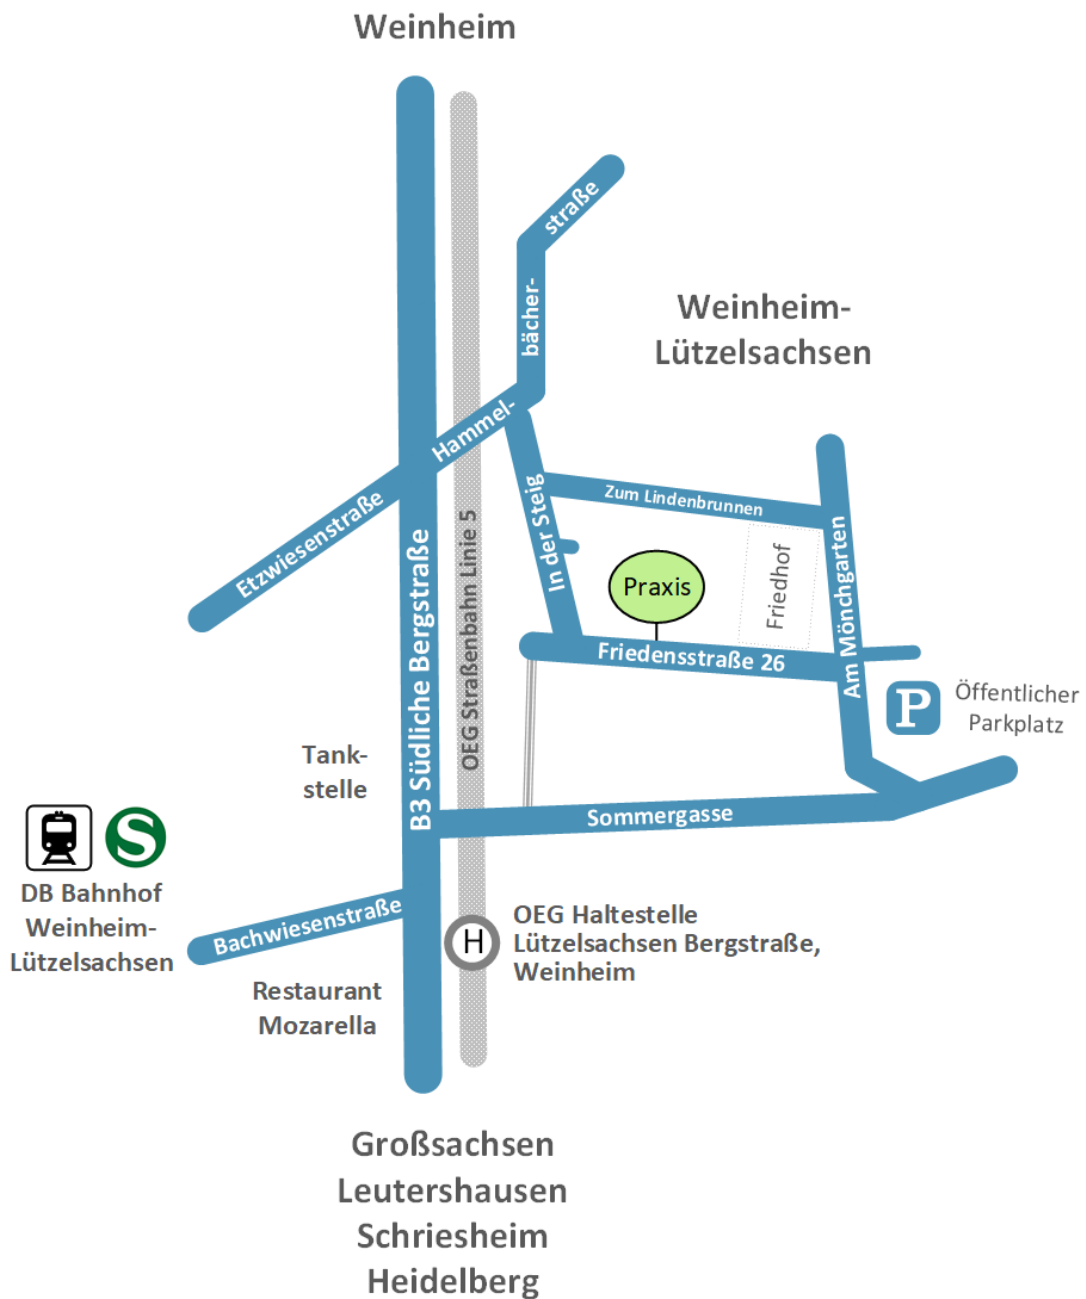 Weinheim
straße
bächer-
Hammel-
Weinheim-
Lützelsachsen
Etzwiesenstraße
B3 Südliche Bergstraße
OEG Straßenbahn Linie 5
In der Steig
Zum Lindenbrunnen
Praxis
Friedhof
Am Mönchgarten
Friedensstraße 26
P
Öffentlicher
Parkplatz
Tank-
stelle
Sommergasse
S
DB Bahnhof
Weinheim-
Lützelsachsen
Bachwiesenstraße
H
OEG Haltestelle
Lützelsachsen Bergstraße,
Weinheim
Restaurant
Mozarella
Großsachsen
Leutershausen
Schriesheim
Heidelberg